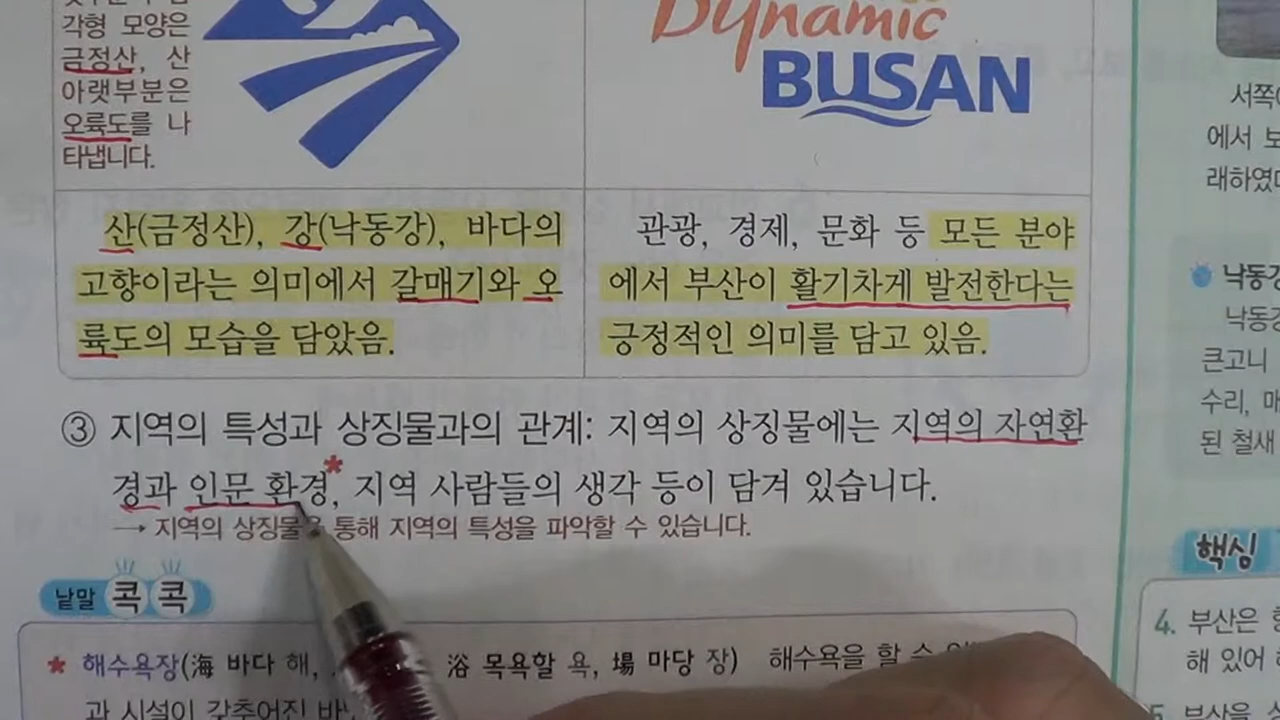 각형 모양은
금정산, 산
아랫부분은
오륙도를 나
타냅니다.
Dynamic
BUSAN
산(금정산), 강(낙동강), 바다의
고향이라는 의미에서 갈매기와 오
륙도의 모습을 담았음.
관광, 경제, 문화 등 모든 분야
에서 부산이 활기차게 발전한다는
긍정적인 의미를 담고 있음.
③ 지역의 특성과 상징물과의 관계: 지역의 상징물에는 지역의 자연환
경과 인문 환경*, 지역 사람들의 생각 등이 담겨 있습니다.
→ 지역의 상징물을 통해 지역의 특성을 파악할 수 있습니다.
낱말 콕콕
* 해수욕장(海 바다 해, 浴 목욕할 욕, 場 마당 장) 해수욕을 할 수
과 시설이 갖추어진
서쪽
에서
래하였
낙동강
낙동강
큰고니
수리, 매
된 철새
핵심
4. 부산은
해 있어
5. 부산을